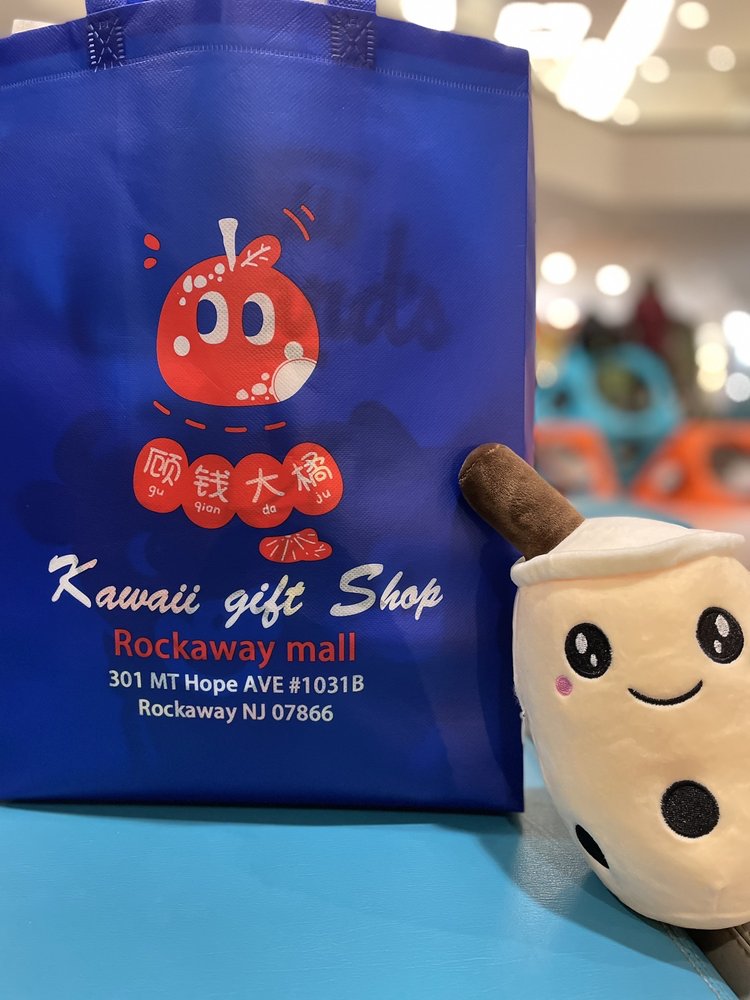 顾钱大橘
gu qian da ju
Kawaii gift Shop
Rockaway mall
301 MT Hope AVE #1031B
Rockaway NJ 07866